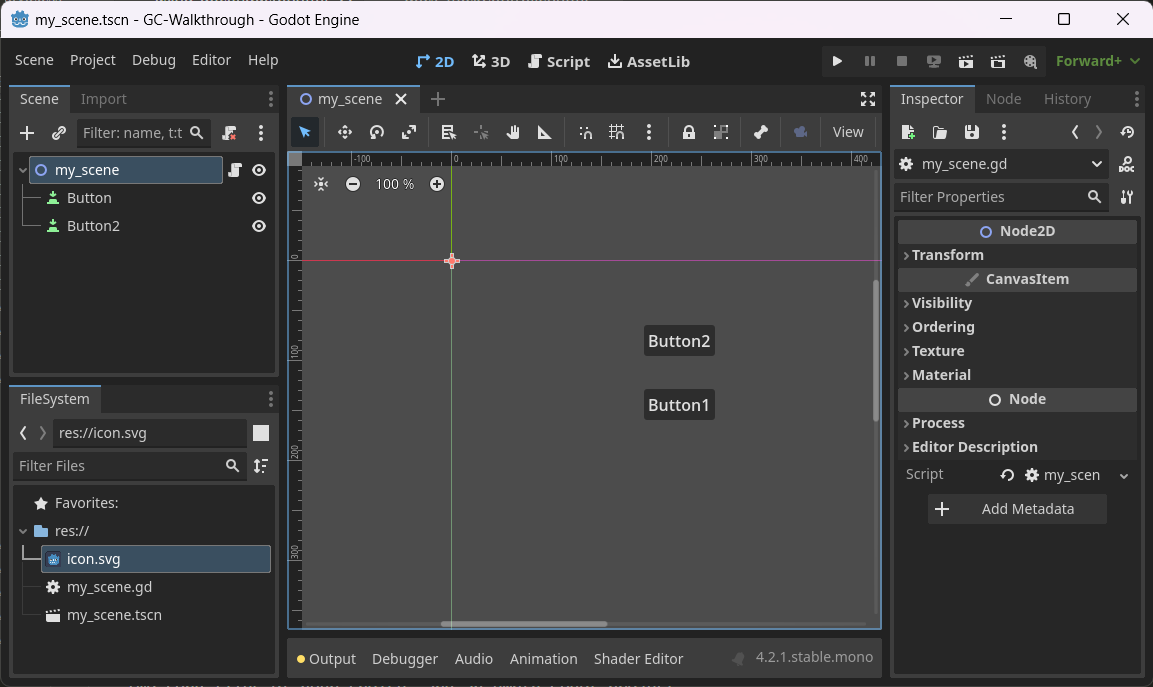 my_scene.tscn - GC-Walkthrough - Godot Engine
Scene Project Debug Editor Help 2D 3D Script AssetLib Forward+
Scene Import
Filter: name, t:t
my_scene
Button
Button2
FileSystem
res://icon.svg
Filter Files
Favorites:
res://
icon.svg
my_scene.gd
my_scene.tscn
my_scene
View
-100 0 100 200 300 400
100 %
0
100
200
300
Button2
Button1
Output Debugger Audio Animation Shader Editor 4.2.1.stable.mono
Inspector Node History
my_scene.gd DOC
Filter Properties
Node2D
Transform
CanvasItem
Visibility
Ordering
Texture
Material
Node
Process
Editor Description
Script my_scen
Add Metadata